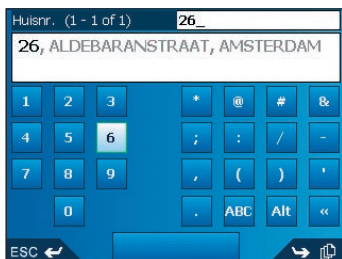 Huisnr. (1 - 1 of 1) 26_
26, ALDEBARANSTRAAT, AMSTERDAM
1 2 3 * @ # &
4 5 6 ; : / -
7 8 9 , ( ) '
0 . ABC Alt «
ESC